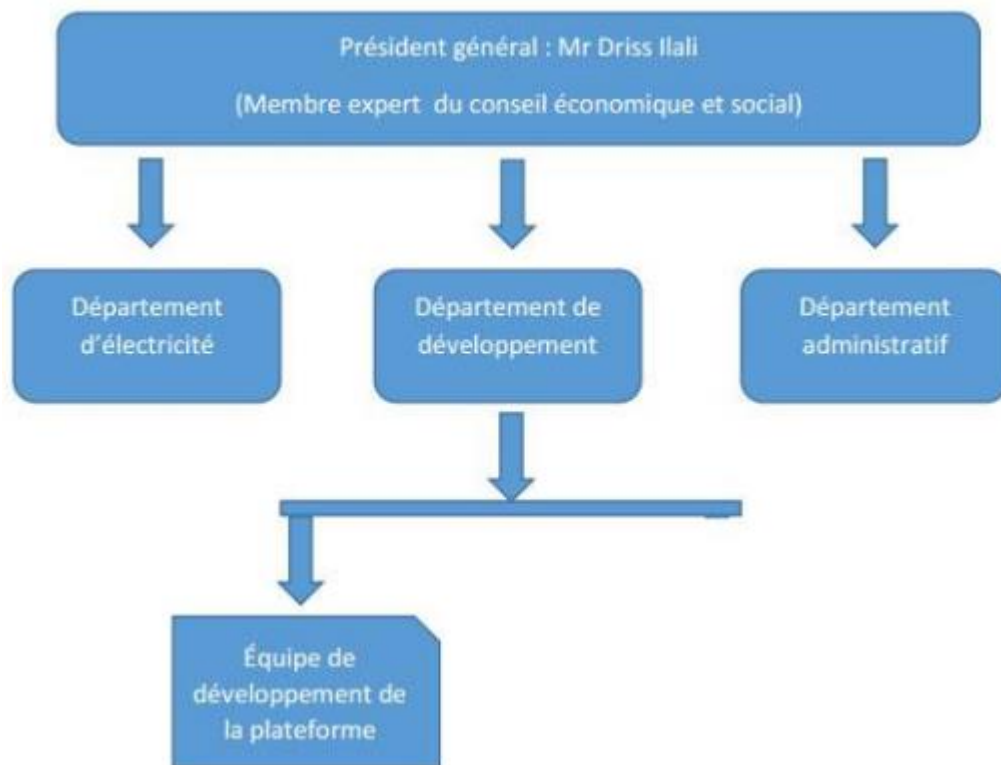 Président général : Mr Driss Ilali
(Membre expert du conseil économique et social)
Département
d'électricité
Département de
développement
Département
administratif
Équipe de
développement de
la plateforme